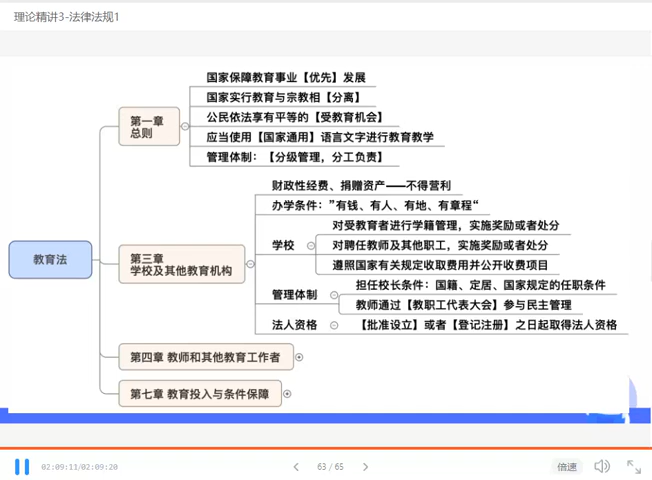 理论精讲3-法律法规1
国家保障教育事业【优先】发展
国家实行教育与宗教相【分离】
第一章
总则
公民依法享有平等的【受教育机会】
应当使用【国家通用】语言文字进行教育教学
管理体制：【分级管理，分工负责】
财政性经费、捐赠资产——不得营利
办学条件：”有钱、有人、有地、有章程“
对受教育者进行学籍管理，实施奖励或者处分
学校
对聘任教师及其他职工，实施奖励或者处分
教育法
第三章
学校及其他教育机构
遵照国家有关规定收取费用并公开收费项目
担任校长条件：国籍、定居、国家规定的任职条件
管理体制
教师通过【教职工代表大会】参与民主管理
法人资格
【批准设立】或者【登记注册】之日起取得法人资格
第四章 教师和其他教育工作者
第七章 教育投入与条件保障
02:09:11/02:09:20
63 / 65
倍速